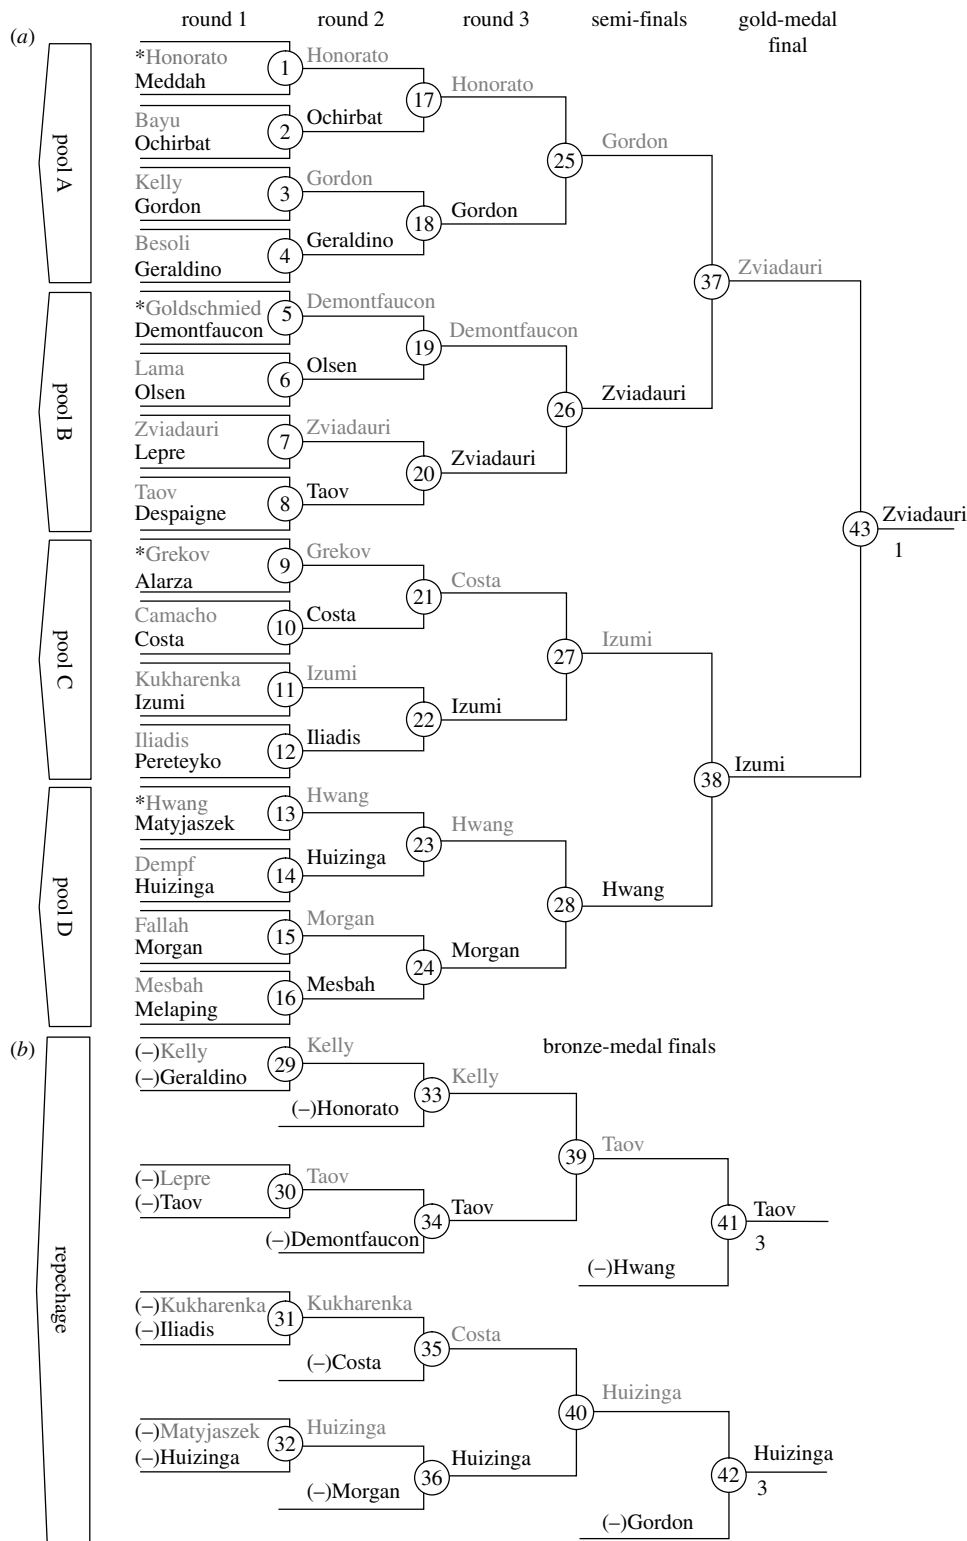 round 1
round 2
round 3
semi-finals
gold-medal
final
(a)
pool A
*Honorato
Meddah
1
Honorato
Bayu
Ochirbat
2
Ochirbat
17
Honorato
Kelly
Gordon
3
Gordon
Besoli
Geraldino
4
Geraldino
18
Gordon
25
Gordon
pool B
*Goldschmied
Demontfaucon
5
Demontfaucon
Lama
Olsen
6
Olsen
19
Demontfaucon
Zviadauri
Lepre
7
Zviadauri
Taov
Despaigne
8
Taov
20
Zviadauri
26
Zviadauri
37
Zviadauri
pool C
*Grekov
Alarza
9
Grekov
Camacho
Costa
10
Costa
21
Costa
Kukharenka
Izumi
11
Izumi
Iliadis
Pereteyko
12
Iliadis
22
Izumi
27
Izumi
pool D
*Hwang
Matyjaszek
13
Hwang
Dempf
Huizinga
14
Huizinga
23
Hwang
Fallah
Morgan
15
Morgan
Mesbah
Melaping
16
Mesbah
24
Morgan
28
Hwang
38
Izumi
43
Zviadauri
1
(b)
repechage
bronze-medal finals
(–)Kelly
(–)Geraldino
29
Kelly
(–)Honorato
33
Kelly
(–)Lepre
(–)Taov
30
Taov
(–)Demontfaucon
34
Taov
39
Taov
(–)Hwang
41
Taov
3
(–)Kukharenka
(–)Iliadis
31
Kukharenka
(–)Costa
35
Costa
(–)Matyjaszek
(–)Huizinga
32
Huizinga
(–)Morgan
36
Huizinga
40
Huizinga
(–)Gordon
42
Huizinga
3